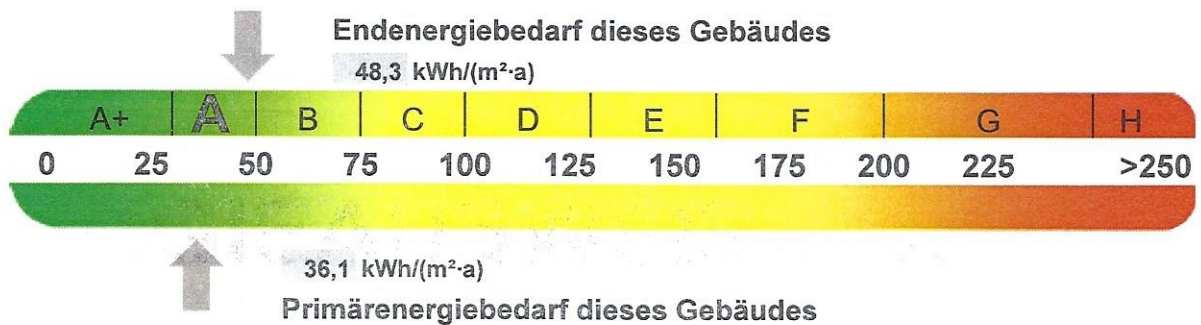 Endenergiebedarf dieses Gebäudes
48,3 kWh/(m²·a)
A+ A B C D E F G H
0 25 50 75 100 125 150 175 200 225 >250
36,1 kWh/(m²·a)
Primärenergiebedarf dieses Gebäudes